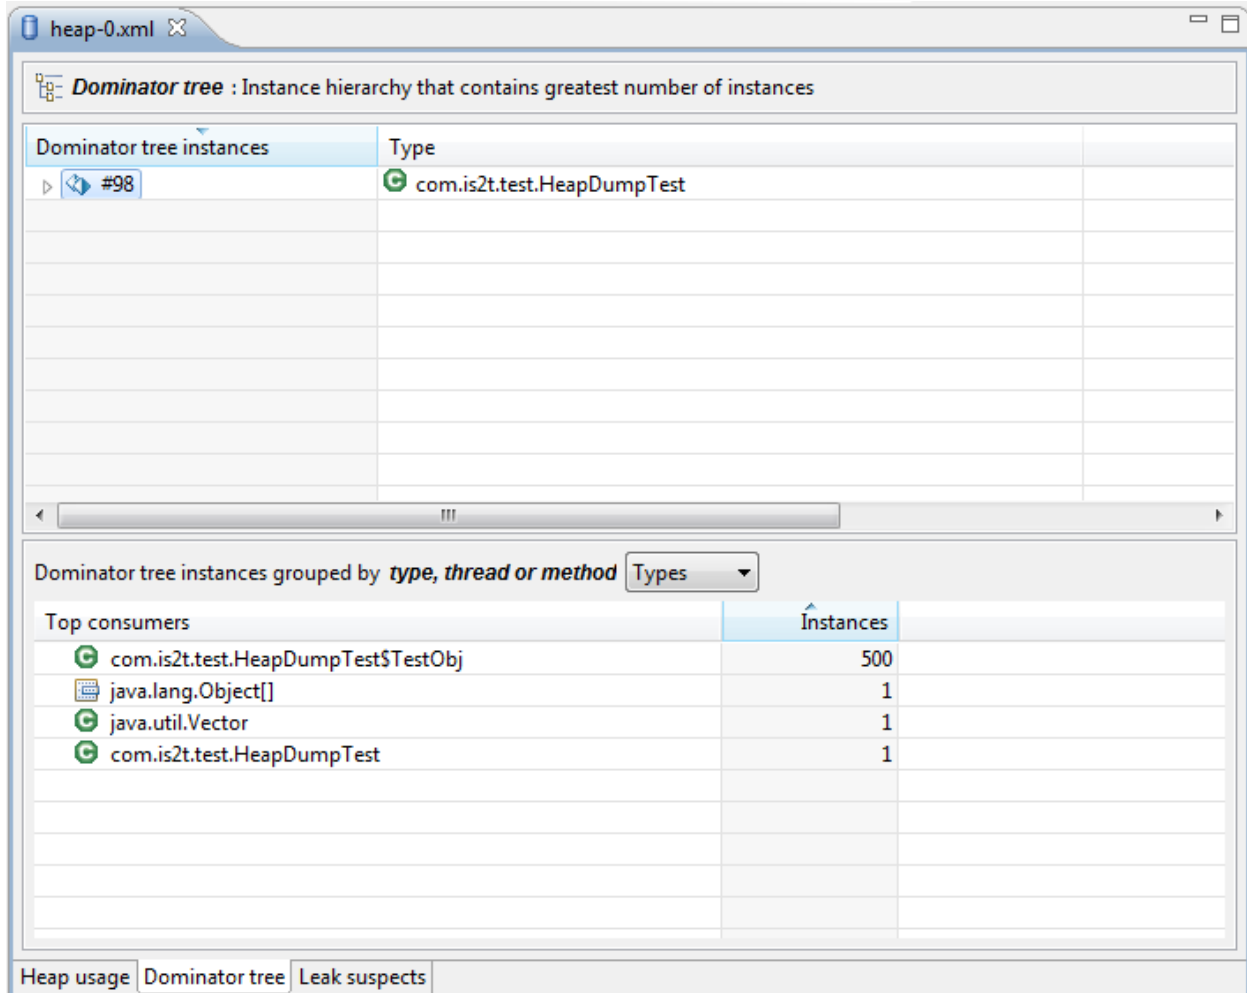 heap-0.xml
Dominator tree : Instance hierarchy that contains greatest number of instances
Dominator tree instances Type
#98 com.is2t.test.HeapDumpTest
Dominator tree instances grouped by type, thread or method Types
Top consumers Instances
com.is2t.test.HeapDumpTest$TestObj 500
java.lang.Object[] 1
java.util.Vector 1
com.is2t.test.HeapDumpTest 1
Heap usage Dominator tree Leak suspects